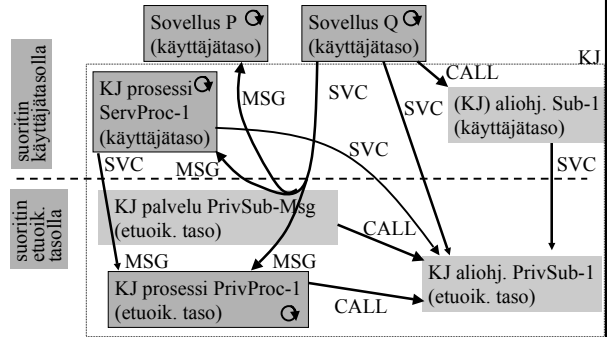 Sovellus P
(käyttäjätaso)
Sovellus Q
(käyttäjätaso)
KJ
CALL
KJ prosessi
ServProc-1
(käyttäjätaso)
MSG
SVC
SVC
(KJ) aliohj. Sub-1
(käyttäjätaso)
suoritin
käyttäjätasolla
SVC
MSG
SVC
SVC
suoritin
etuoik.
tasolla
KJ palvelu PrivSub-Msg
(etuoik. taso)
CALL
MSG
MSG
KJ prosessi PrivProc-1
(etuoik. taso)
CALL
KJ aliohj. PrivSub-1
(etuoik. taso)